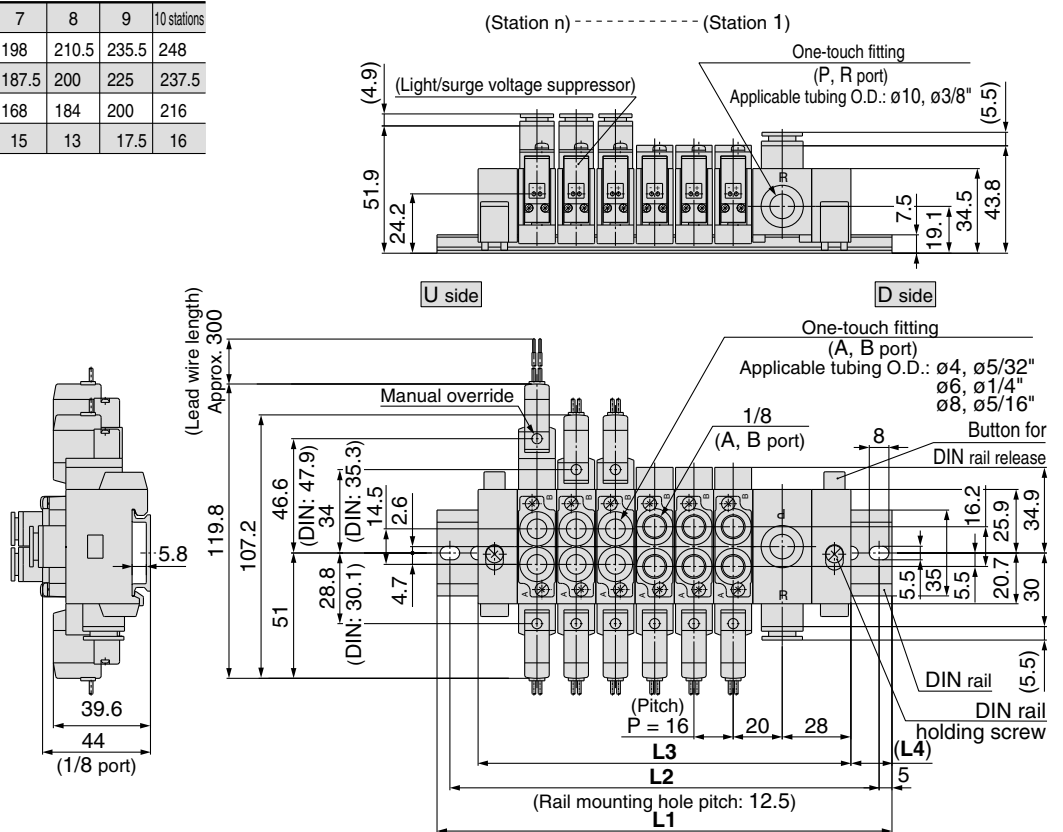 7 8 9 10 stations
198 210.5 235.5 248
187.5 200 225 237.5
168 184 200 216
15 13 17.5 16
(Station n) (Station 1)
One-touch fitting
(P, R port)
Applicable tubing O.D.: ø10, ø3/8"
(Light/surge voltage suppressor)
(4.9)
51.9
24.2
R
(5.5)
7.5
19.1
34.5
43.8
U side
D side
(Lead wire length)
Approx. 300
One-touch fitting
(A, B port)
Applicable tubing O.D.: ø4, ø5/32"
ø6, ø1/4"
ø8, ø5/16"
Manual override
1/8
(A, B port)
8
Button for
DIN rail release
119.8
107.2
46.6
(DIN: 47.9)
34
(DIN: 35.3)
14.5
2.6
4.7
51
28.8
(DIN: 30.1)
B B B B B B
A A A A A A
P
R
16.2
25.9
34.9
5.5
35
5.5
20.7
30
(5.5)
5.8
39.6
44
(1/8 port)
DIN rail
DIN rail
holding screw
(Pitch)
P = 16
20
28
L3
(L4)
L2
5
(Rail mounting hole pitch: 12.5)
L1